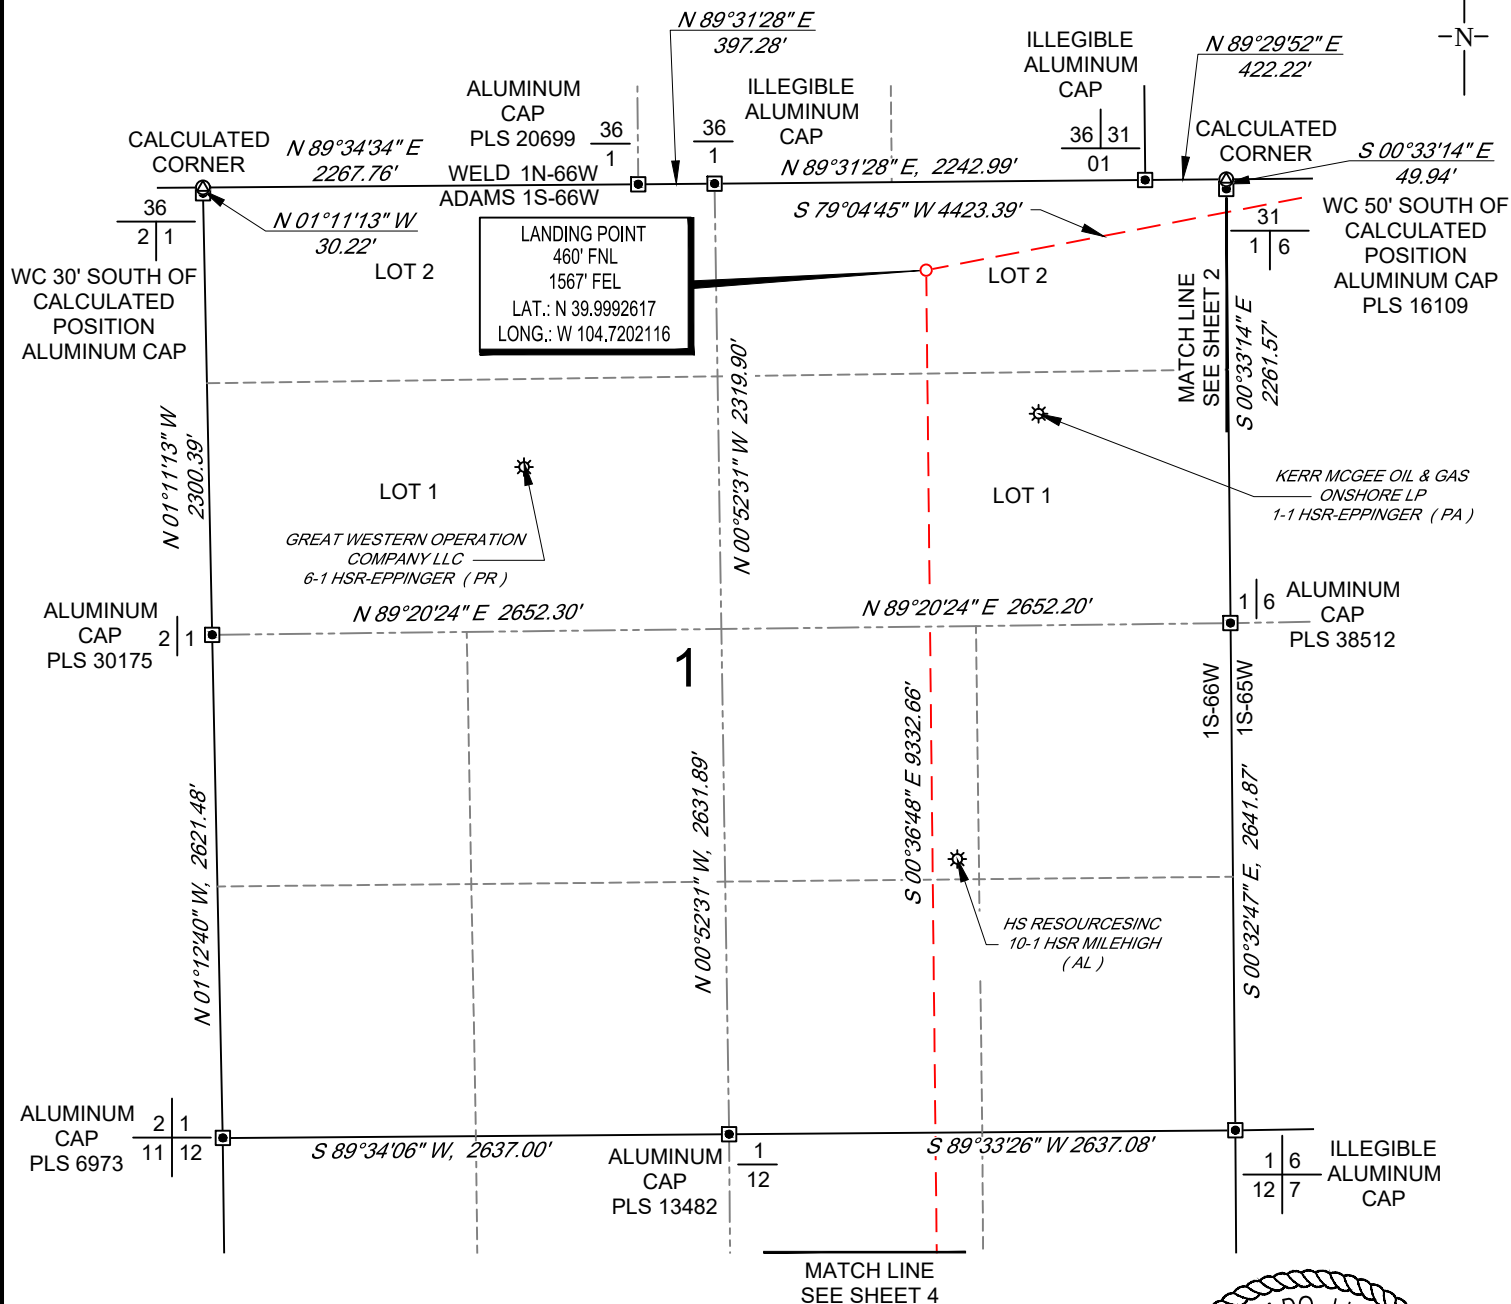 N 89°31'28" E
397.28'
-N-
ILLEGIBLE
ALUMINUM
CAP
N 89°29'52" E
422.22'
ALUMINUM
CAP
PLS 20699
36
1
ILLEGIBLE
ALUMINUM
CAP
36
1
36 31
01
CALCULATED
CORNER
N 89°34'34" E
2267.76'
WELD 1N-66W
ADAMS 1S-66W
N 89°31'28" E, 2242.99'
CALCULATED
CORNER
S 00°33'14" E
49.94'
36
2 1
N 01°11'13" W
30.22'
S 79°04'45" W 4423.39'
31
1 6
WC 50' SOUTH OF
CALCULATED
POSITION
ALUMINUM CAP
PLS 16109
WC 30' SOUTH OF
CALCULATED
POSITION
ALUMINUM CAP
LOT 2
LANDING POINT
460' FNL
1567' FEL
LAT.: N 39.9992617
LONG.: W 104.7202116
LOT 2
MATCH LINE
SEE SHEET 2
S 00°33'14" E
2261.57'
N 01°11'13" W
2300.39'
N 00°52'31" W 2319.90'
LOT 1
LOT 1
KERR MCGEE OIL & GAS
ONSHORE LP
1-1 HSR-EPPINGER ( PA )
GREAT WESTERN OPERATION
COMPANY LLC
6-1 HSR-EPPINGER ( PR )
ALUMINUM
CAP
PLS 30175
2 1
N 89°20'24" E 2652.30'
N 89°20'24" E 2652.20'
1 6
ALUMINUM
CAP
PLS 38512
1
1S-66W
1S-65W
S 00°36'48" E 9332.66'
N 01°12'40" W, 2621.48'
N 00°52'31" W, 2631.89'
S 00°32'47" E, 2641.87'
HS RESOURCESINC
10-1 HSR MILEHIGH
( AL )
ALUMINUM
CAP
PLS 6973
2 1
11 12
S 89°34'06" W, 2637.00'
ALUMINUM
CAP
PLS 13482
1
12
S 89°33'26" W 2637.08'
1 6
12 7
ILLEGIBLE
ALUMINUM
CAP
MATCH LINE
SEE SHEET 4